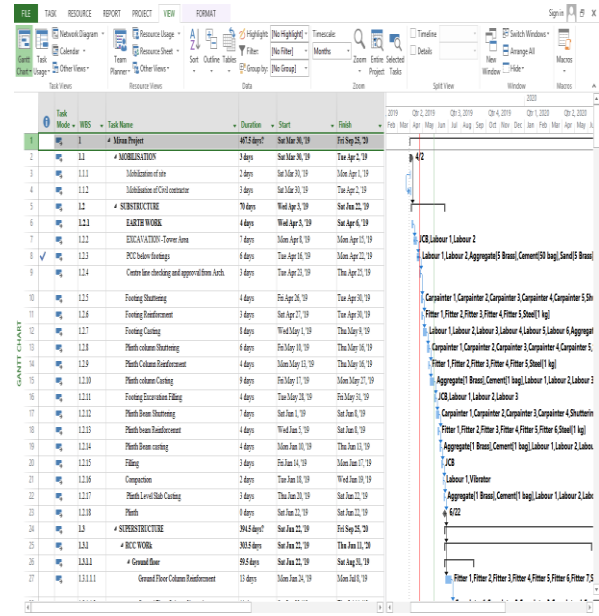 FILE TASK RESOURCE REPORT PROJECT VIEW FORMAT Sign in
Gantt Chart
Task Usage
Network Diagram
Calendar
Other Views
Task Views
Team Planner
Resource Usage
Resource Sheet
Other Views
Resource Views
Sort
Outline
Tables
Highlight: [No Highlight]
Filter: [No Filter]
Group by: [No Group]
Data
Timescale:
Months
Zoom
Entire Project
Selected Tasks
Zoom
Timeline
Details
Split View
New Window
Switch Windows
Arrange All
Hide
Window
Macros
Macros
GANTT CHART
Task Mode WBS Task Name Duration Start Finish
2020
2019 Qtr 2, 2019 Qtr 3, 2019 Qtr 4, 2019 Qtr 1, 2020 Qtr 2, 2020
Feb Mar Apr May Jun Jul Aug Sep Oct Nov Dec Jan Feb Mar Apr May Ju
1 1 Mivan Project 467.5 days? Sat Mar 30, '19 Fri Sep 25, '20
2 1.1 MOBILISATION 3 days Sat Mar 30, '19 Tue Apr 2, '19 4/2
3 1.1.1 Mobilization of site 2 days Sat Mar 30, '19 Mon Apr 1, '19
4 1.1.2 Mobilisation of Civil contractor 3 days Sat Mar 30, '19 Tue Apr 2, '19
5 1.2 SUBSTRUCTURE 70 days Wed Apr 3, '19 Sat Jun 22, '19
6 1.2.1 EARTH WORK 4 days Wed Apr 3, '19 Sat Apr 6, '19
7 1.2.2 EXCAVATION - Tower Area 7 days Mon Apr 8, '19 Mon Apr 15, '19 JCB,Labour 1,Labour 2
8 1.2.3 PCC below footings 6 days Tue Apr 16, '19 Mon Apr 22, '19 Labour 1,Labour 2,Aggregate[5 Brass],Cement[50 bag],Sand[5 Brass]
9 1.2.4 Centre line checking and approval from Arch. 3 days Tue Apr 23, '19 Thu Apr 25, '19
10 1.2.5 Footing Shuttering 4 days Fri Apr 26, '19 Tue Apr 30, '19 Carpainter 1,Carpainter 2,Carpainter 3,Carpainter 4,Carpainter 5,Sh
11 1.2.6 Footing Reinforcment 3 days Sat Apr 27, '19 Tue Apr 30, '19 Fitter 1,Fitter 2,Fitter 3,Fitter 4,Fitter 5,Steel[1 kg]
12 1.2.7 Footing Casting 8 days Wed May 1, '19 Thu May 9, '19 Labour 1,Labour 2,Labour 3,Labour 4,Labour 5,Labour 6,Aggregat
13 1.2.8 Plinth column Shuttering 6 days Fri May 10, '19 Thu May 16, '19 Carpainter 1,Carpainter 2,Carpainter 3,Carpainter 4,Carpainter 5,
14 1.2.9 Plinth Column Reinforcement 4 days Mon May 13, '19 Thu May 16, '19 Fitter 1,Fitter 2,Fitter 3,Fitter 4,Fitter 5,Steel[1 kg]
15 1.2.10 Plinth column Casting 9 days Fri May 17, '19 Mon May 27, '19 Aggregate[1 Brass],Cement[1 bag],Labour 1,Labour 2,Labour 3
16 1.2.11 Footing Excavation Filling 4 days Tue May 28, '19 Fri May 31, '19 JCB,Labour 1,Labour 2,Labour 3
17 1.2.12 Plinth Beam Shuttering 7 days Sat Jun 1, '19 Sat Jun 8, '19 Carpainter 1,Carpainter 2,Carpainter 3,Carpainter 4,Shutterin
18 1.2.13 Plinth beam Reinforcemnt 4 days Wed Jun 5, '19 Sat Jun 8, '19 Fitter 1,Fitter 2,Fitter 3,Fitter 4,Fitter 5,Fitter 6,Steel[1 kg]
19 1.2.14 Plinth Beam casting 4 days Mon Jun 10, '19 Thu Jun 13, '19 Aggregate[1 Brass],Cement[1 bag],Labour 1,Labour 2,Labou
20 1.2.15 Filling 3 days Fri Jun 14, '19 Mon Jun 17, '19 JCB
21 1.2.16 Compaction 2 days Tue Jun 18, '19 Wed Jun 19, '19 Labour 1,Vibrator
22 1.2.17 Plinth Level Slab Casting 3 days Thu Jun 20, '19 Sat Jun 22, '19 Aggregate[1 Brass],Cement[1 bag],Labour 1,Labour 2,Labo
23 1.2.18 Plinth 0 days Sat Jun 22, '19 Sat Jun 22, '19 6/22
24 1.3 SUPERSTRUCTURE 394.5 days? Sat Jun 22, '19 Fri Sep 25, '20
25 1.3.1 RCC WORK 303.5 days Sat Jun 22, '19 Thu Jun 11, '20
26 1.3.1.1 Ground floor 59.5 days Sat Jun 22, '19 Sat Aug 31, '19
27 1.3.1.1.1 Ground Floor Column Reinforcment 13 days Mon Jun 24, '19 Mon Jul 8, '19 Fitter 1,Fitter 2,Fitter 3,Fitter 4,Fitter 5,Fitter 6,Fitter 7,S